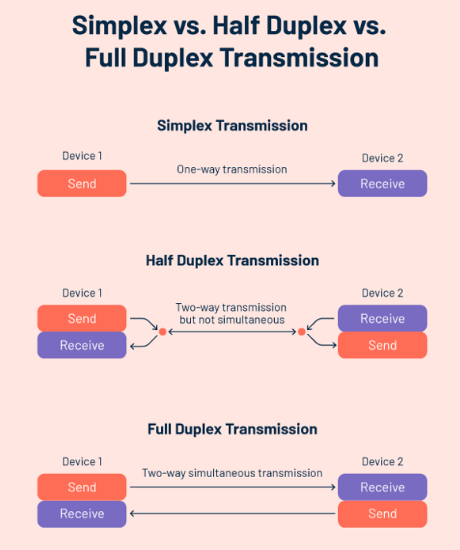 Simplex vs. Half Duplex vs.
Full Duplex Transmission
Simplex Transmission
Device 1
Device 2
One-way transmission
Send
Receive
Half Duplex Transmission
Device 1
Device 2
Send
Two-way transmission
but not simultaneous
Receive
Receive
Send
Full Duplex Transmission
Device 1
Device 2
Two-way simultaneous transmission
Send
Receive
Receive
Send